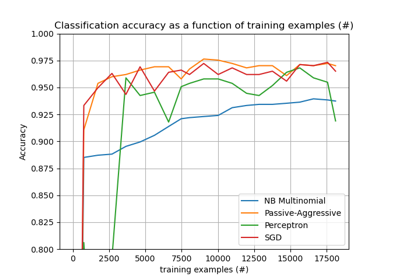 Classification accuracy as a function of training examples (#)
1.000
0.975
0.950
0.925
0.900
0.875
0.850
0.825
0.800
Accuracy
NB Multinomial
Passive-Aggressive
Perceptron
SGD
0 2500 5000 7500 10000 12500 15000 17500
training examples (#)